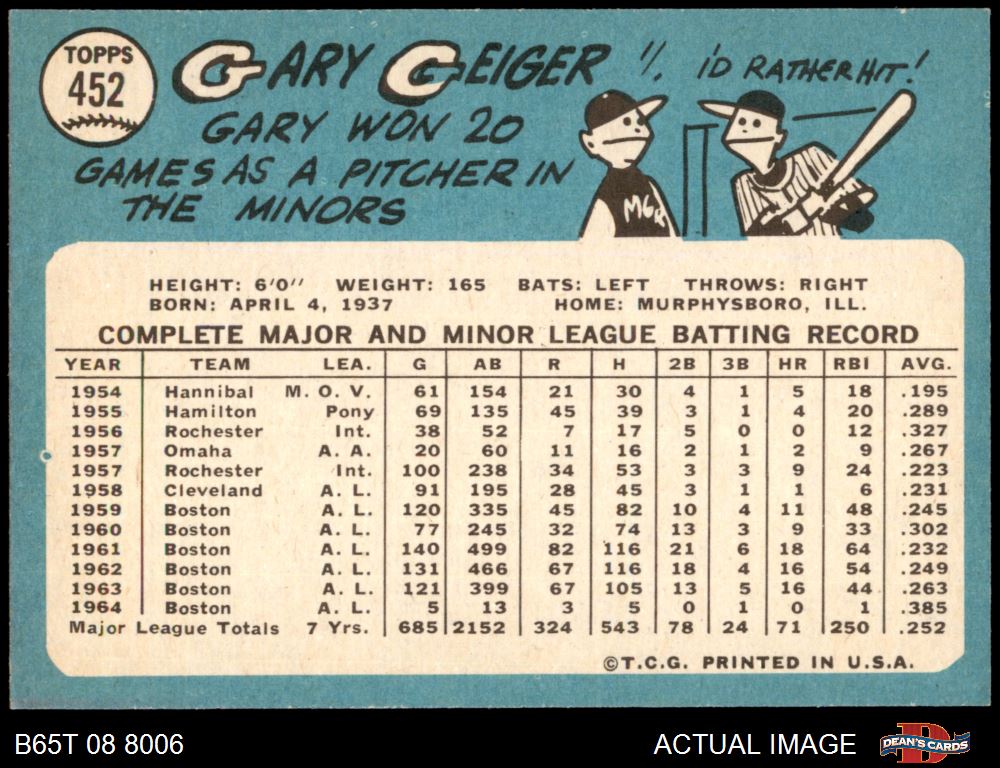 TOPPS
452
GARY GEIGER
GARY WON 20
GAMES AS A PITCHER IN
THE MINORS
I'D RATHER HIT!
MGR
HEIGHT: 6'0" WEIGHT: 165 BATS: LEFT THROWS: RIGHT
BORN: APRIL 4, 1937 HOME: MURPHYSBORO, ILL.
COMPLETE MAJOR AND MINOR LEAGUE BATTING RECORD
YEAR TEAM LEA. G AB R H 2B 3B HR RBI AVG.
1954 Hannibal M. O. V. 61 154 21 30 4 1 5 18 .195
1955 Hamilton Pony 69 135 45 39 3 1 4 20 .289
1956 Rochester Int. 38 52 7 17 5 0 0 12 .327
1957 Omaha A. A. 20 60 11 16 2 1 2 9 .267
1957 Rochester Int. 100 238 34 53 3 3 9 24 .223
1958 Cleveland A. L. 91 195 28 45 3 1 1 6 .231
1959 Boston A. L. 120 335 45 82 10 4 11 48 .245
1960 Boston A. L. 77 245 32 74 13 3 9 33 .302
1961 Boston A. L. 140 499 82 116 21 6 18 64 .232
1962 Boston A. L. 131 466 67 116 18 4 16 54 .249
1963 Boston A. L. 121 399 67 105 13 5 16 44 .263
1964 Boston A. L. 5 13 3 5 0 1 0 1 .385
Major League Totals 7 Yrs. 685 2152 324 543 78 24 71 250 .252
©T.C.G. PRINTED IN U.S.A.
B65T 08 8006
ACTUAL IMAGE
DEAN'S CARDS